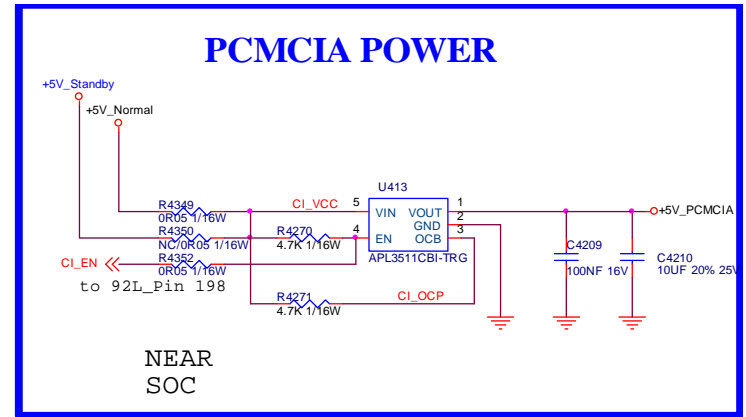 PCMCIA POWER
+5V_Standby
+5V_Normal
R4349
0R05 1/16W
R4350
NC/0R05 1/16W
R4352
0R05 1/16W
CI_EN
to 92L_Pin 198
R4270
4.7K 1/16W
R4271
4.7K 1/16W
CI_VCC
CI_OCP
U413
5 VIN VOUT 1
GND 2
4 EN OCB 3
APL3511CBI-TRG
+5V_PCMCIA
C4209
100NF 16V
C4210
10UF 20% 25V
NEAR
SOC